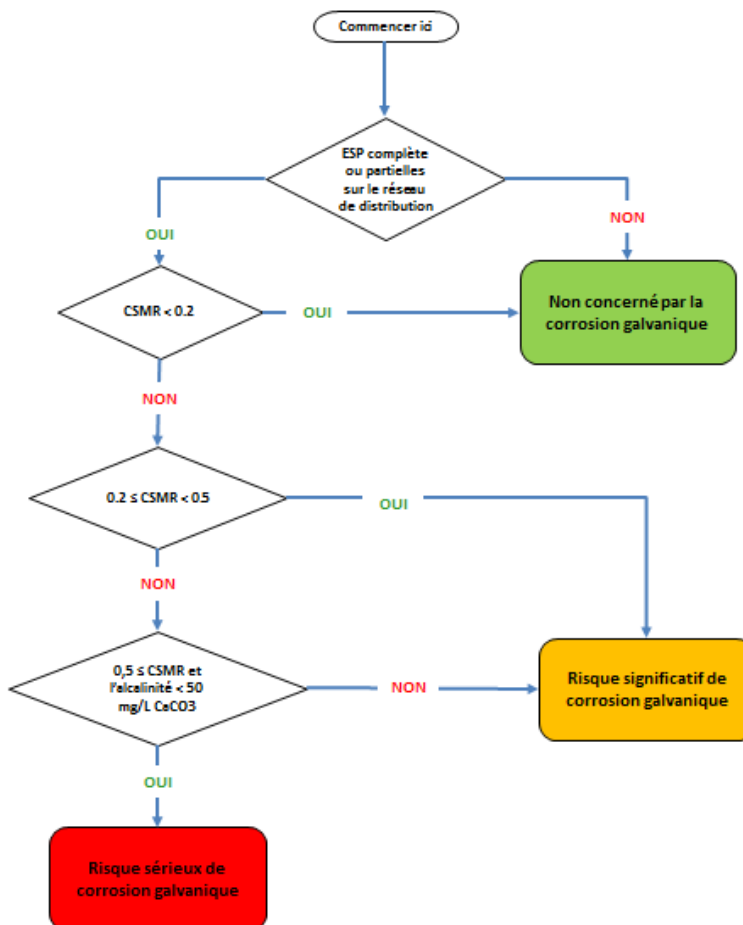 Commencer ici
ESP complète
ou partielles
sur le réseau
de distribution
OUI
NON
CSMR < 0.2
OUI
Non concerné par la
corrosion galvanique
NON
0.2 ≤ CSMR < 0.5
OUI
NON
0,5 ≤ CSMR et
l'alcalinité < 50
mg/L CaCO3
NON
Risque significatif de
corrosion galvanique
OUI
Risque sérieux de
corrosion galvanique